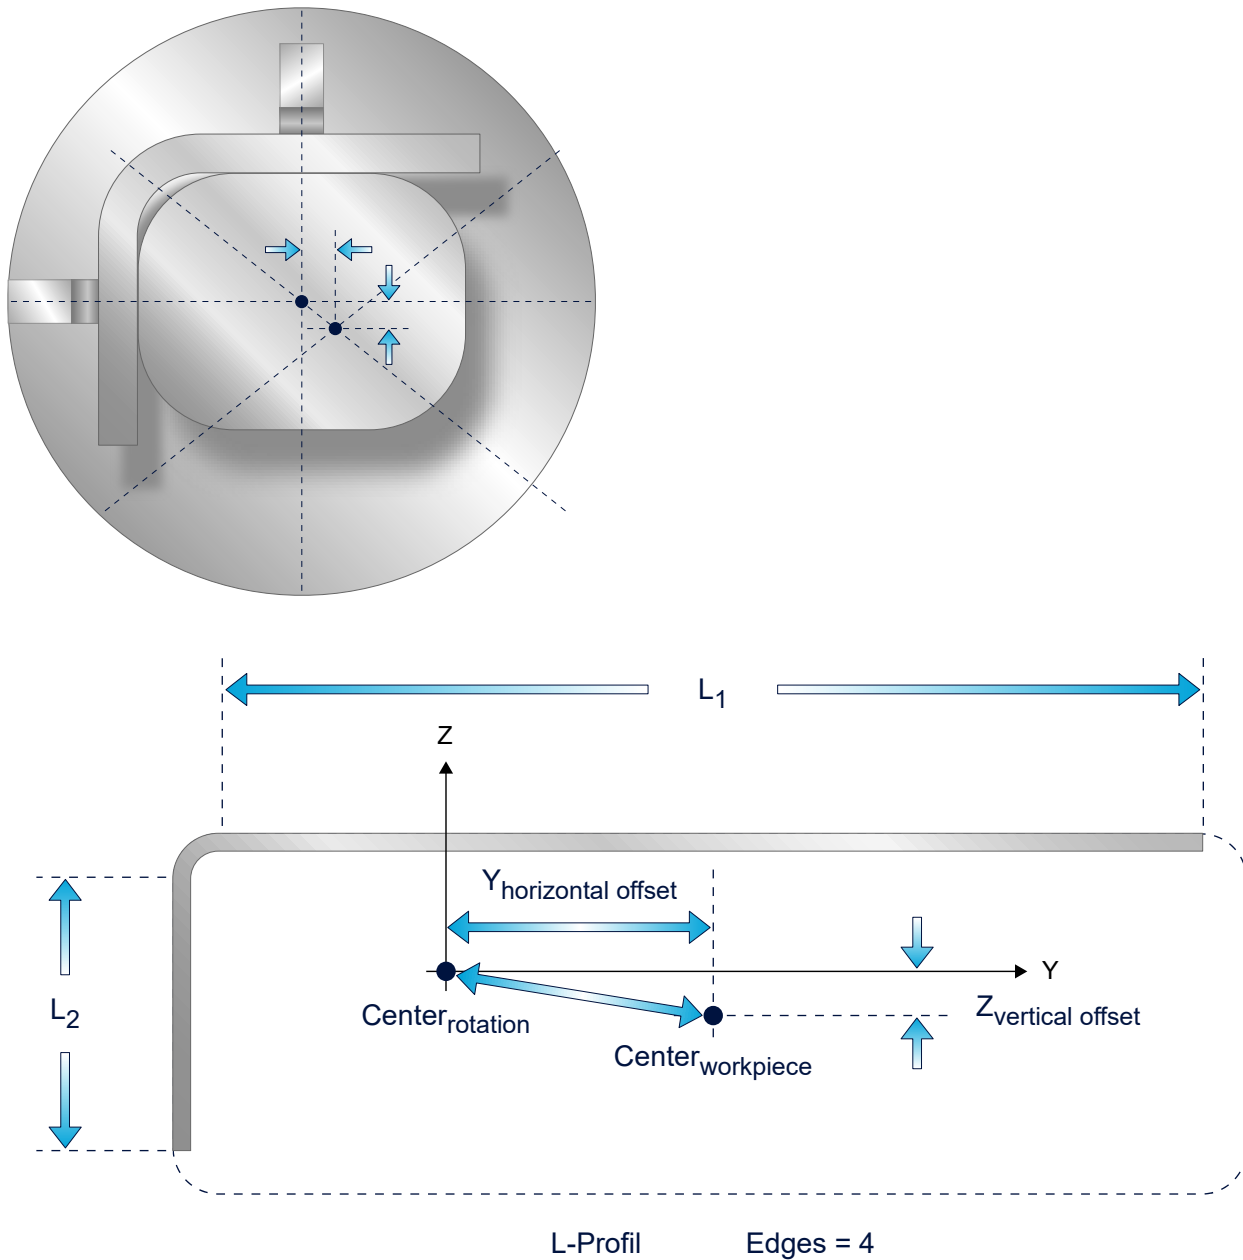 L1
Z
Yhorizontal offset
Y
L2
Centerrotation
Zvertical offset
Centerworkpiece
L-Profil Edges = 4